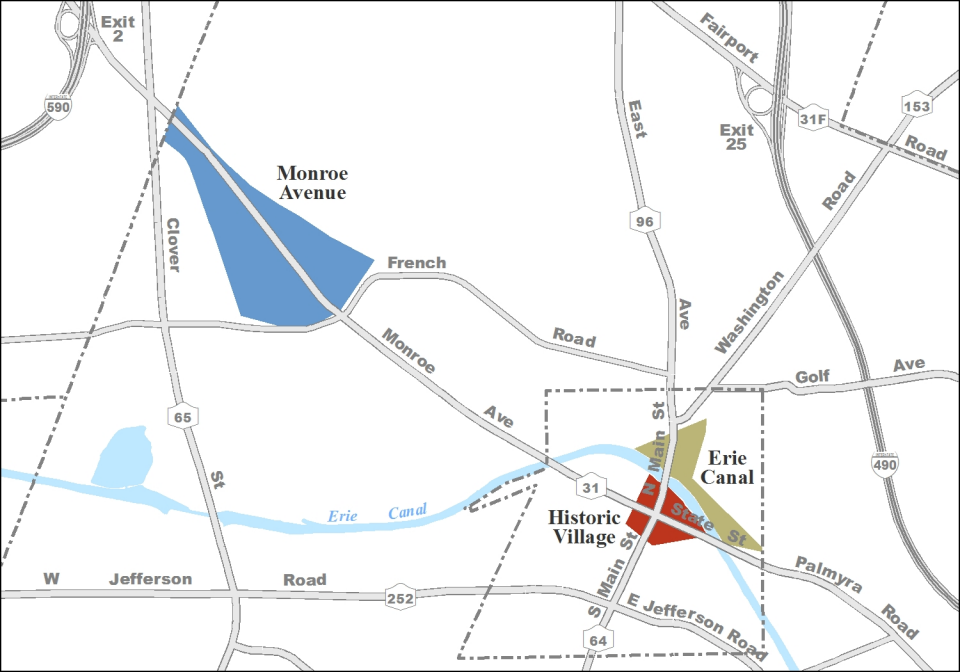 Exit
2
590
Fairport
31F
153
Road
Exit
25
East
96
Ave
Monroe
Avenue
Clover
French
Road
Washington
Road
Monroe
Ave
Golf
Ave
65
St
N Main St
Erie
Canal
490
31
State St
Historic
Village
Erie Canal
S Main St
W Jefferson Road
252
E Jefferson Road
64
Palmyra
Road